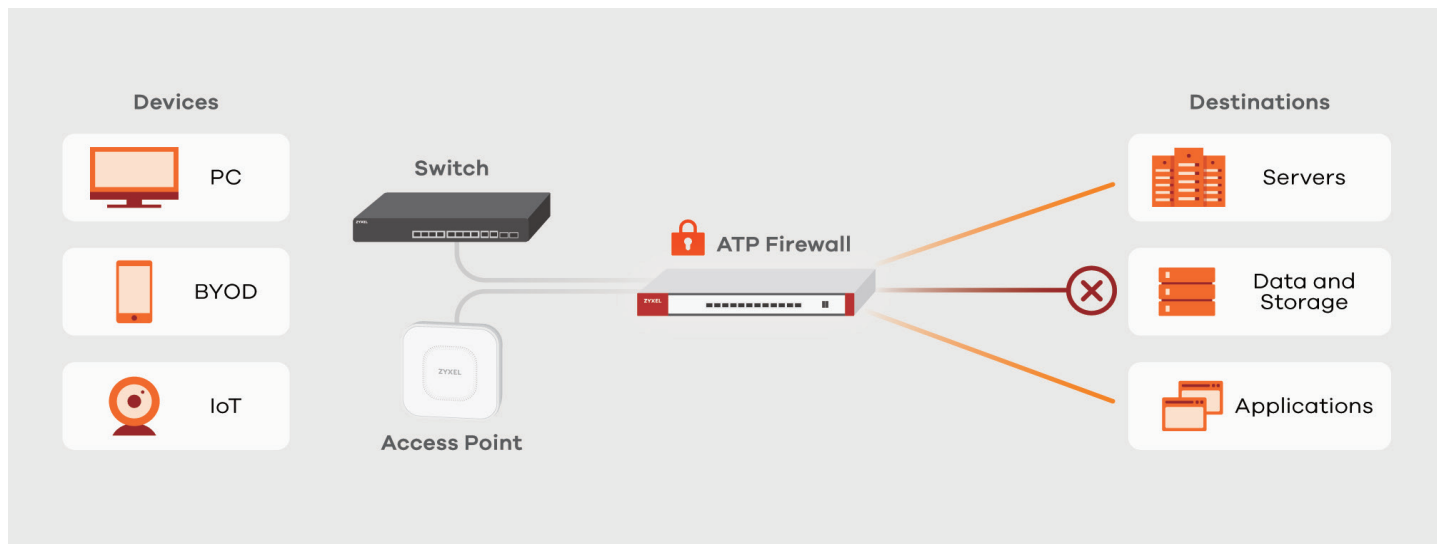 Devices
PC
BYOD
IoT
Switch
ZYXEL
ZYXEL
Access Point
ATP Firewall
ZYXEL
Destinations
Servers
Data and
Storage
Applications